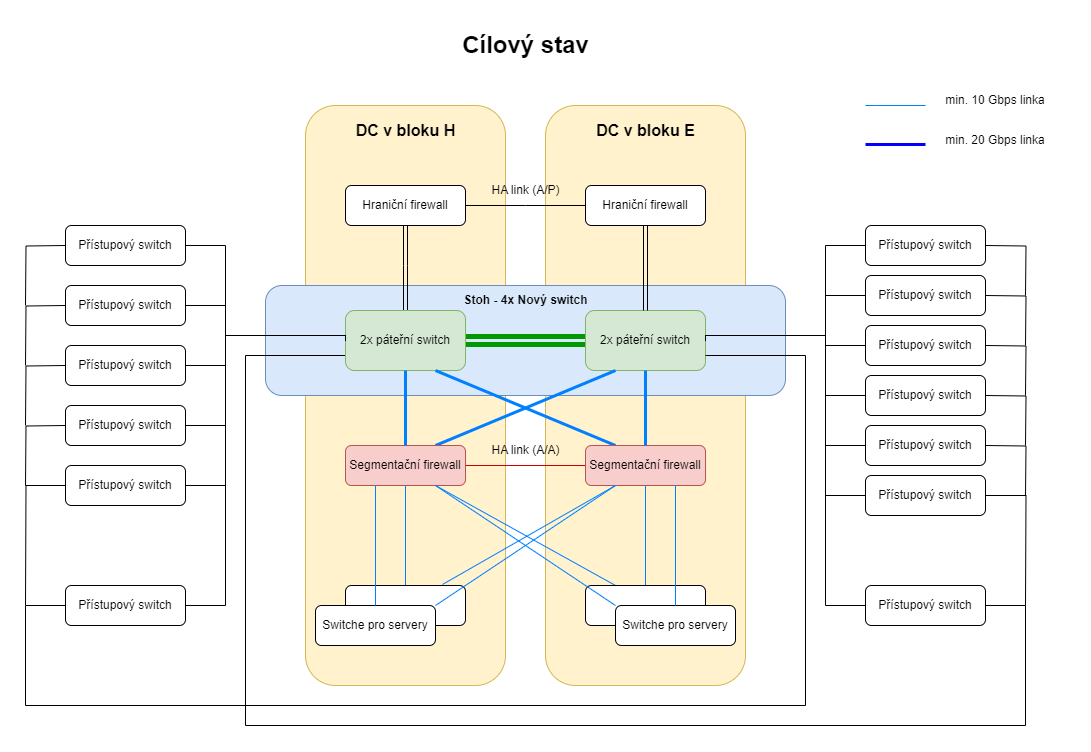 Cílový stav
min. 10 Gbps linka
min. 20 Gbps linka
DC v bloku H
DC v bloku E
HA link (A/P)
Hraniční firewall
Hraniční firewall
Přístupový switch
Přístupový switch
Přístupový switch
Přístupový switch
Přístupový switch
Přístupový switch
Stoh - 4x Nový switch
2x páteřní switch
2x páteřní switch
HA link (A/A)
Segmentační firewall
Segmentační firewall
Switche pro servery
Switche pro servery
Přístupový switch
Přístupový switch
Přístupový switch
Přístupový switch
Přístupový switch
Přístupový switch
Přístupový switch